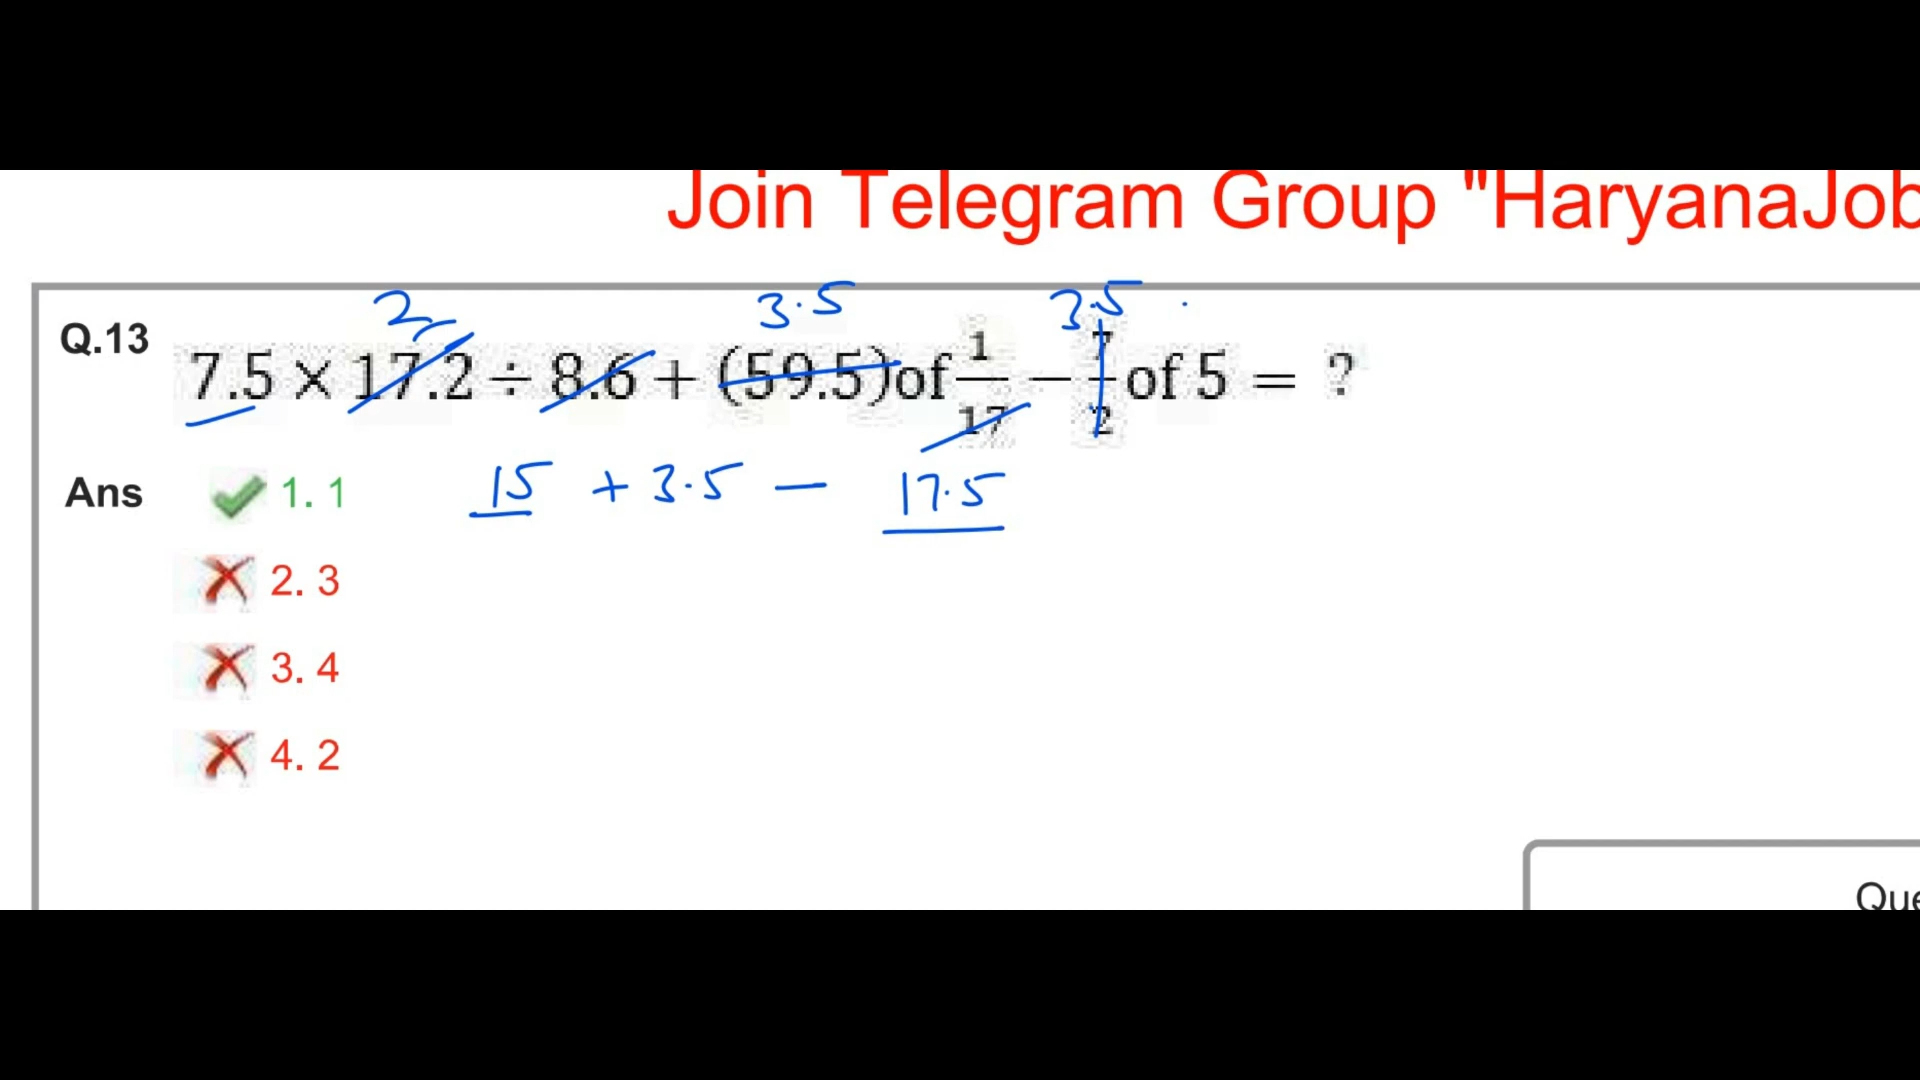 Join Telegram Group "HaryanaJob
2 3.5 3.5
Q.13 7.5 × 17.2 ÷ 8.6 + (59.5)of 1/17 − 7/2 of 5 = ?
Ans 1. 1 15 + 3.5 − 17.5
2. 3
3. 4
4. 2
Que